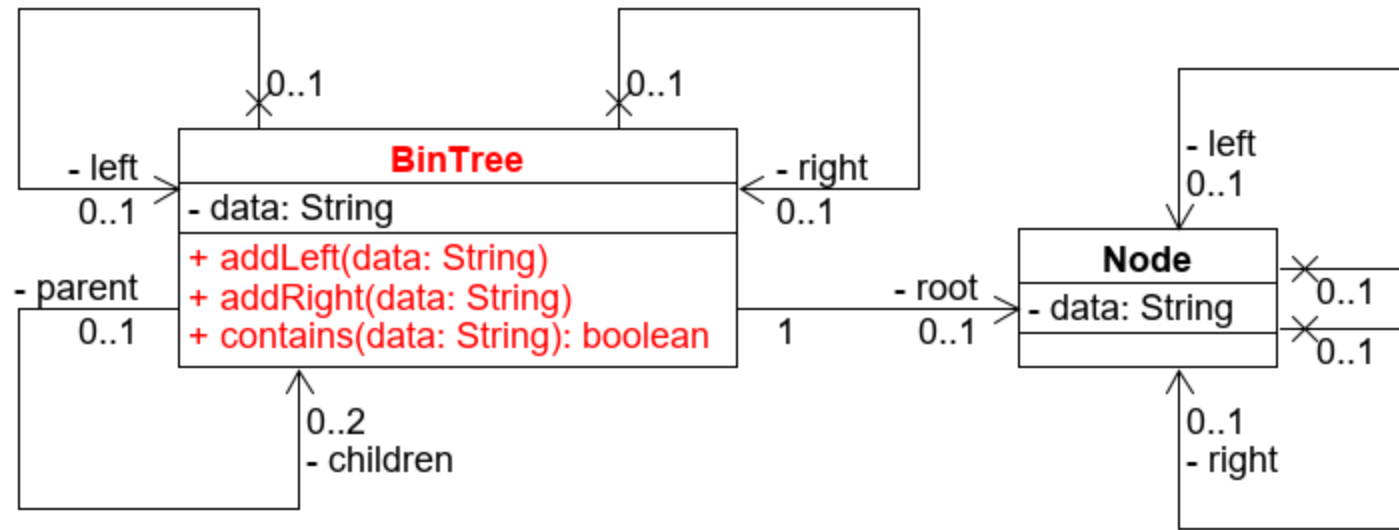 0..1
0..1
- left
0..1
BinTree
- data: String
+ addLeft(data: String)
+ addRight(data: String)
+ contains(data: String): boolean
- right
0..1
- parent
0..1
0..2
- children
1
- root
0..1
- left
0..1
Node
- data: String
0..1
0..1
0..1
- right